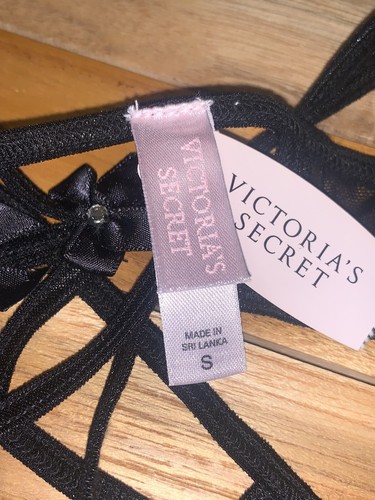 VICTORIA'S
SECRET
MADE IN
SRI LANKA
S
VICTORIA'S
SECRET